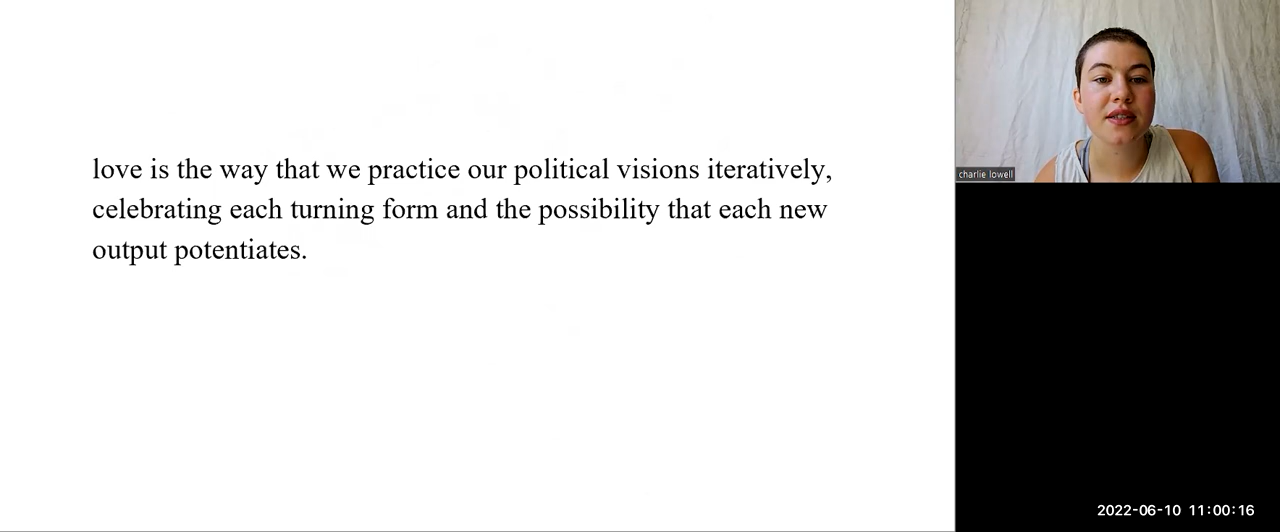 love is the way that we practice our political visions iteratively,
celebrating each turning form and the possibility that each new
output potentiates.
charlie lowell
2022-06-10 11:00:16